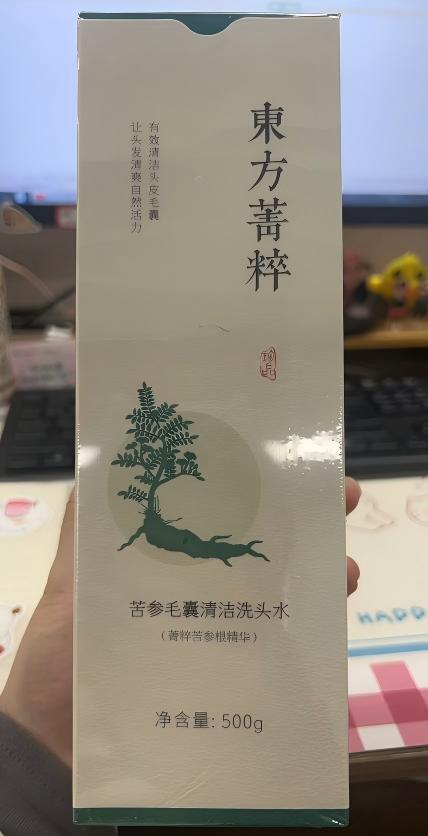 東方菁粹
有效清洁头皮毛囊
让头发清爽自然活力
苦参毛囊清洁洗头水
（菁粹苦参根精华）
净含量: 500g
HADD